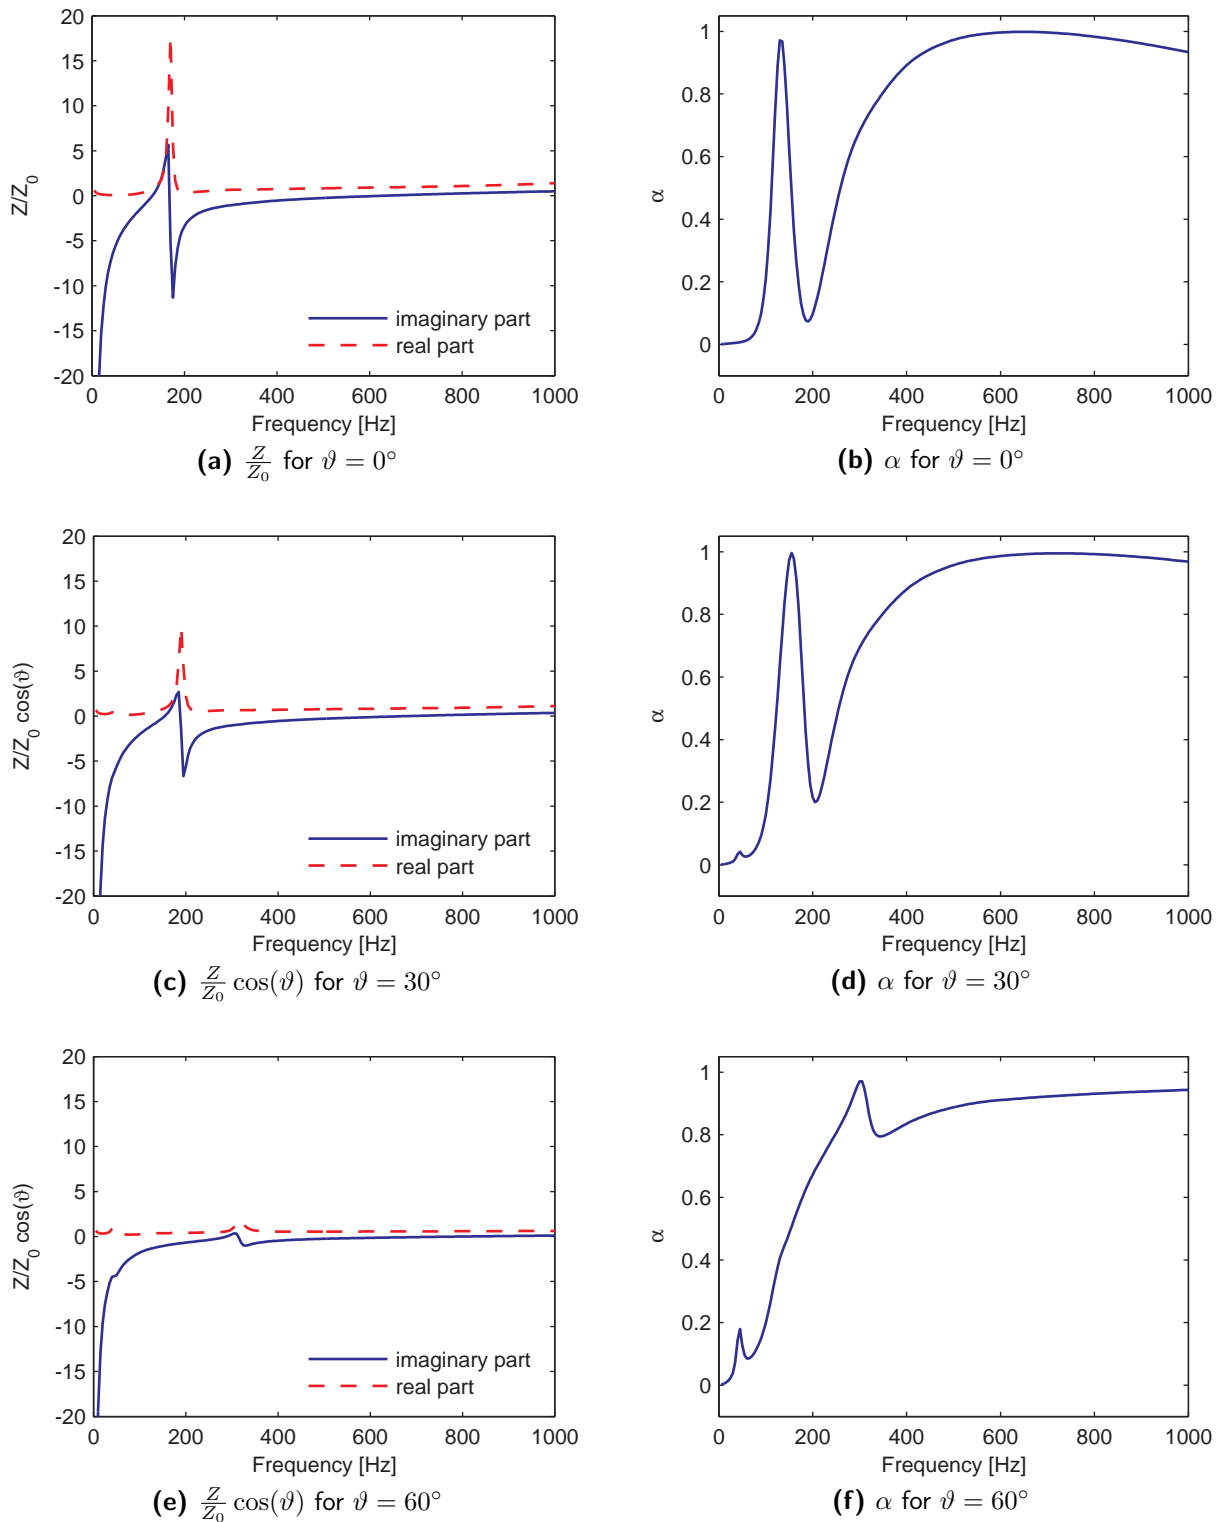 20
15
10
5
0
-5
-10
-15
-20
Z/Z0
imaginary part
real part
0 200 400 600 800 1000
Frequency [Hz]
(a) Z/Z0 for ϑ = 0°
1
0.8
0.6
0.4
0.2
0
α
0 200 400 600 800 1000
Frequency [Hz]
(b) α for ϑ = 0°
20
15
10
5
0
-5
-10
-15
-20
Z/Z0 cos(ϑ)
imaginary part
real part
0 200 400 600 800 1000
Frequency [Hz]
(c) Z/Z0 cos(ϑ) for ϑ = 30°
1
0.8
0.6
0.4
0.2
0
α
0 200 400 600 800 1000
Frequency [Hz]
(d) α for ϑ = 30°
20
15
10
5
0
-5
-10
-15
-20
Z/Z0 cos(ϑ)
imaginary part
real part
0 200 400 600 800 1000
Frequency [Hz]
(e) Z/Z0 cos(ϑ) for ϑ = 60°
1
0.8
0.6
0.4
0.2
0
α
0 200 400 600 800 1000
Frequency [Hz]
(f) α for ϑ = 60°